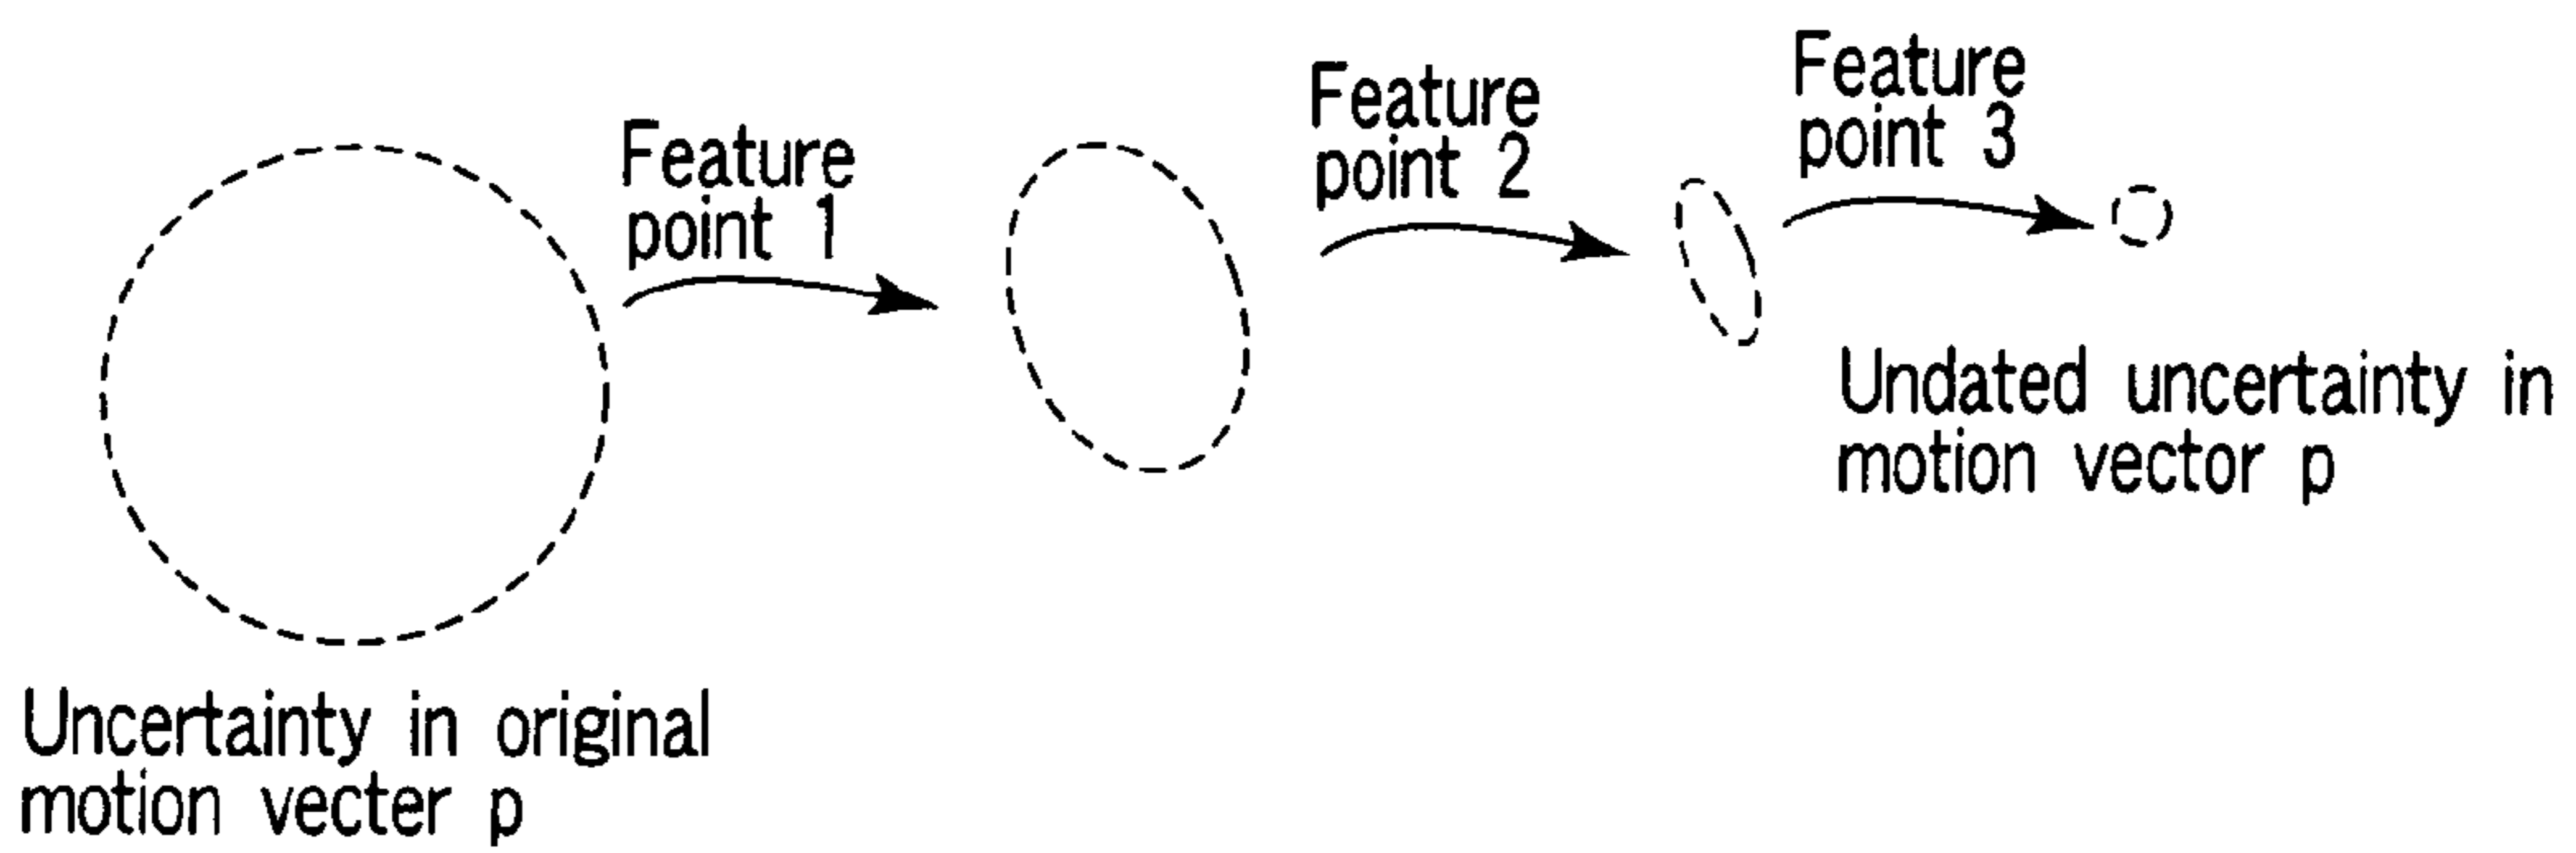 Feature
point 1
Feature
point 2
Feature
point 3
Undated uncertainty in
motion vector p
Uncertainty in original
motion vecter p